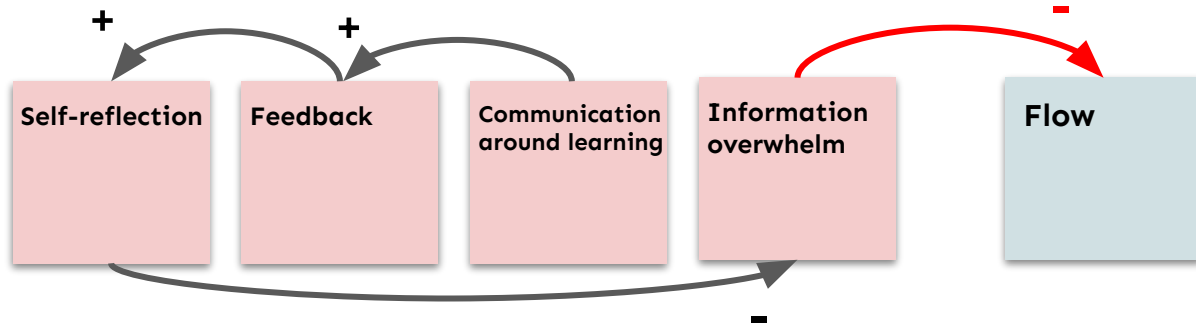 +
+
-
Self-reflection
Feedback
Communication
around learning
Information
overwhelm
Flow
-